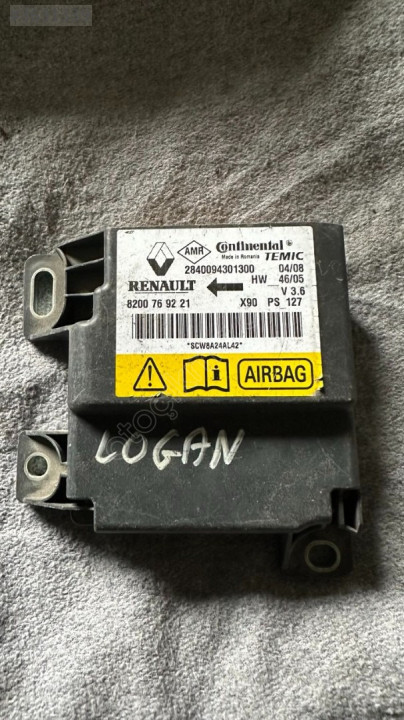 AMR Continental
Made in Romania TEMIC
2840094301300 04/08
RENAULT HW 46/05
V 3.6
8200 76 92 21 X90 PS 127
*SCW8A24AL42*
AIRBAG
LOGAN